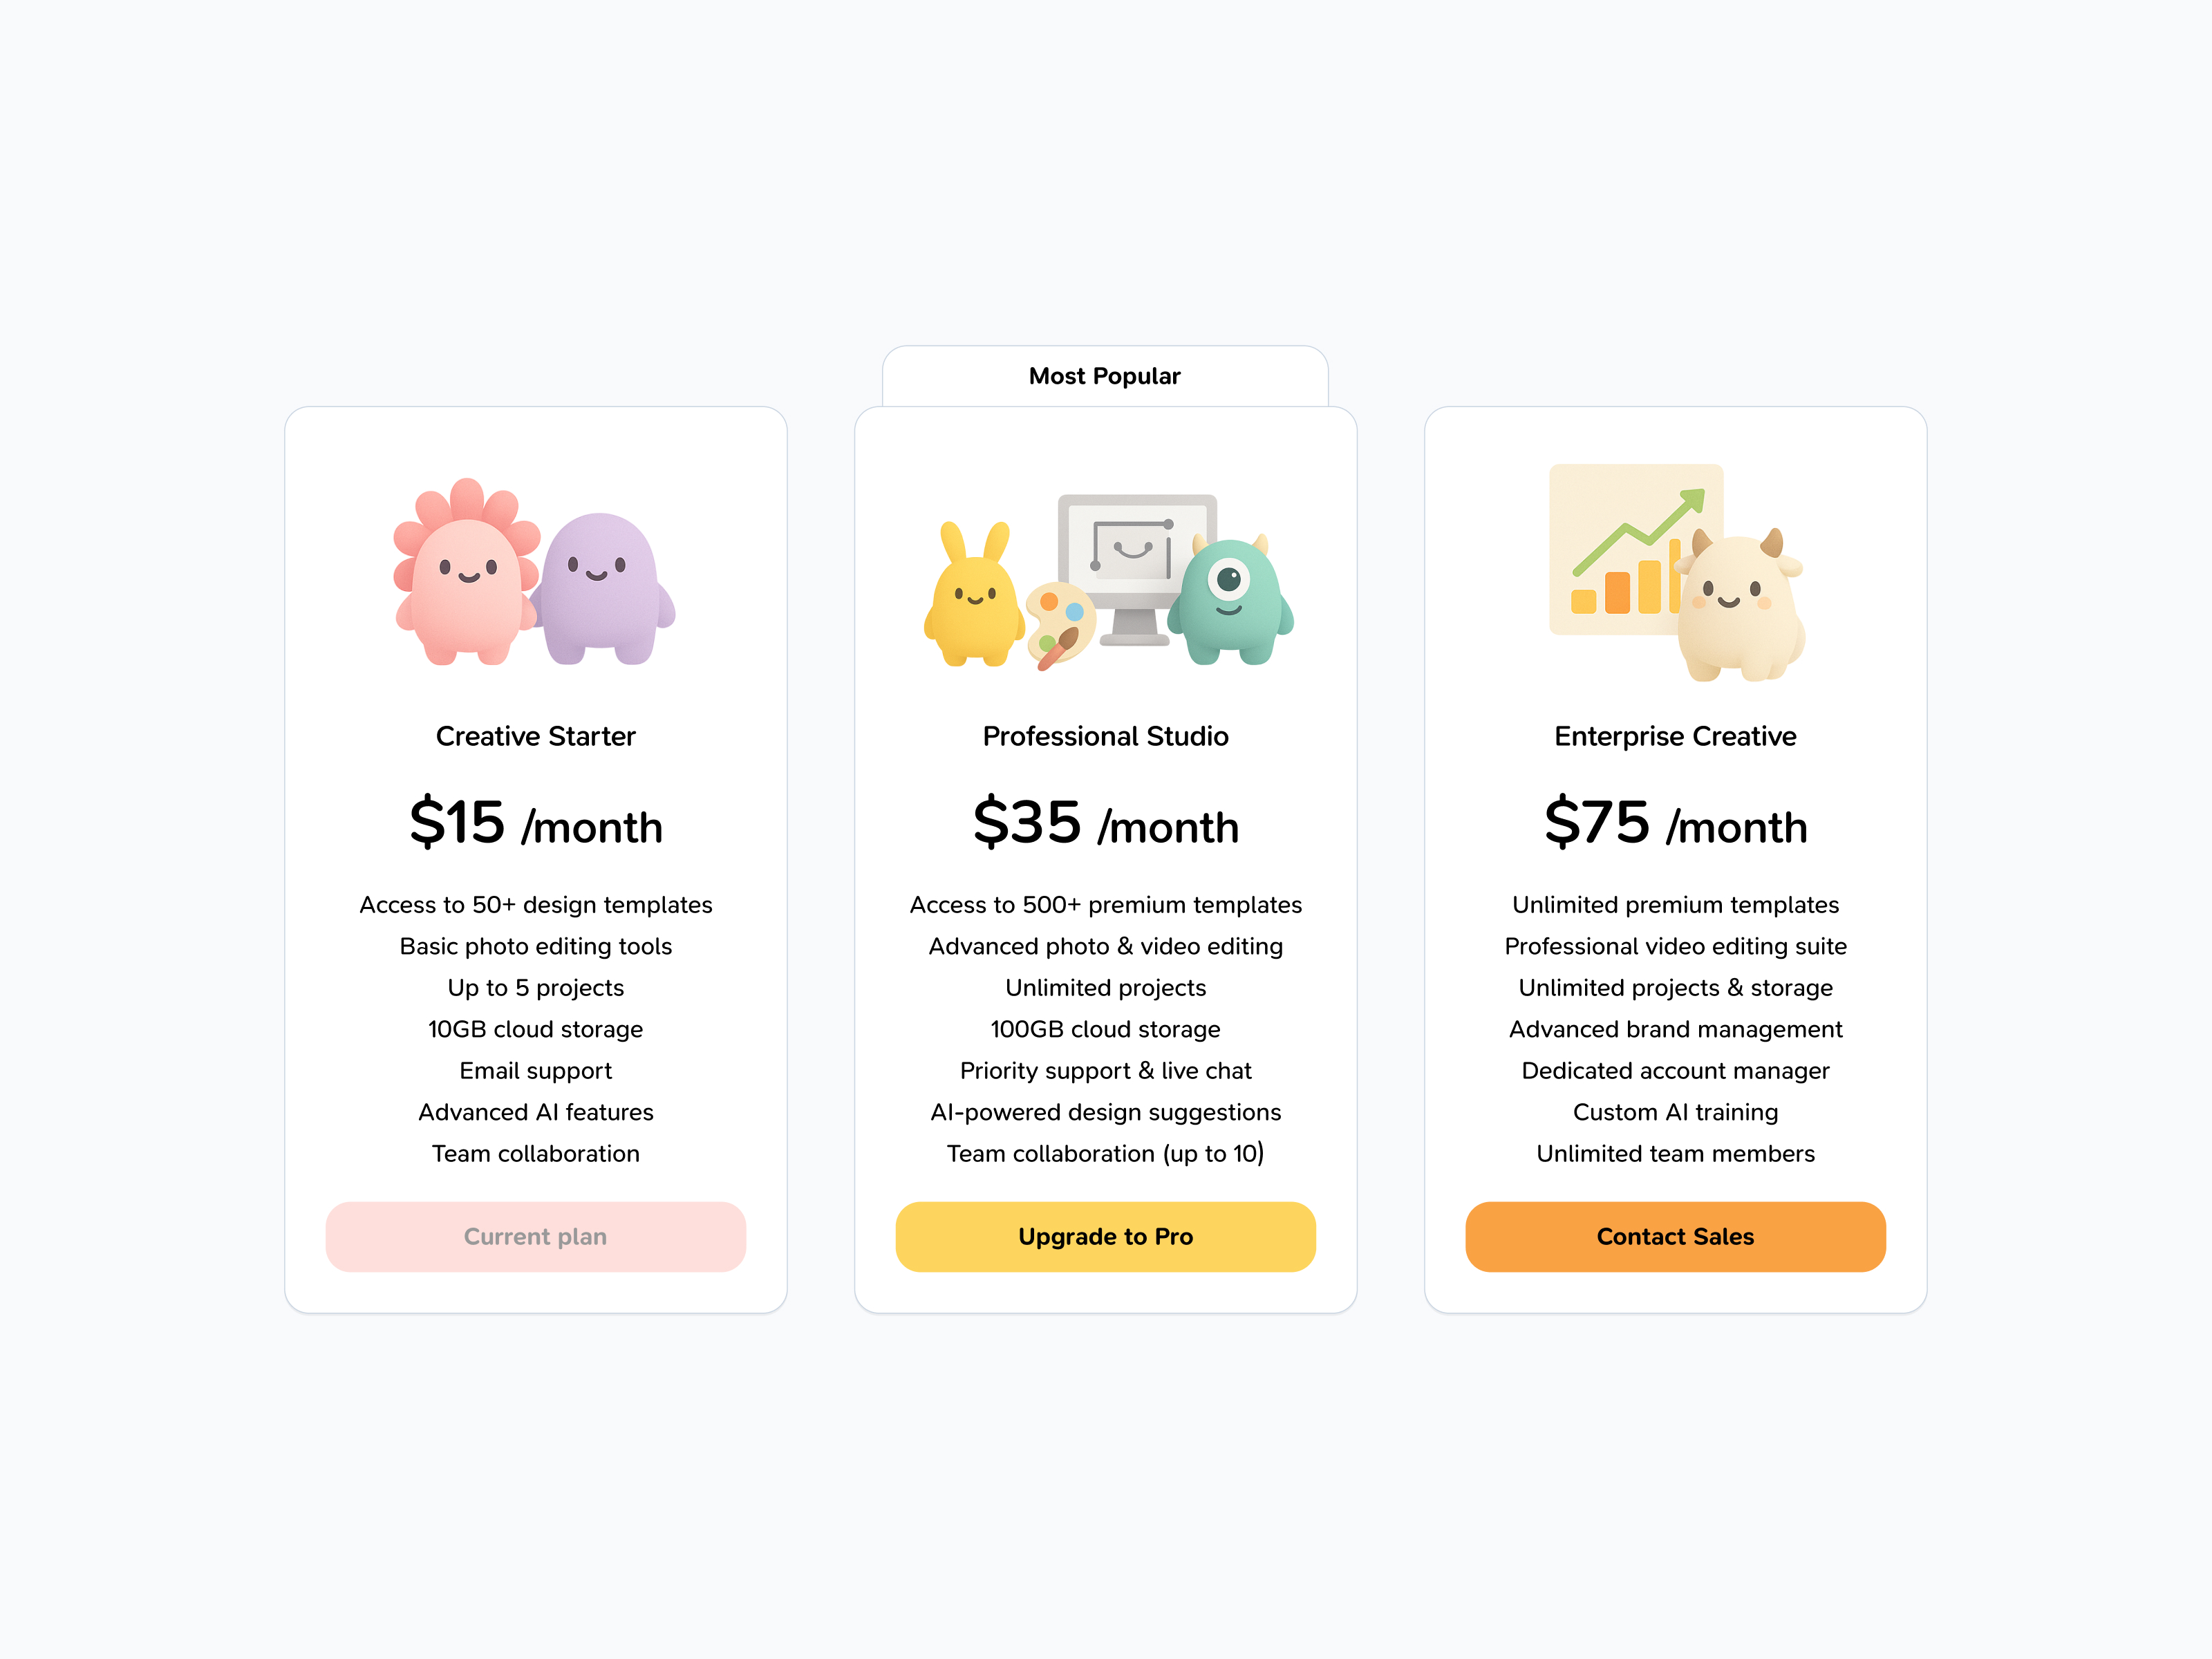 Most Popular
Creative Starter
$15 /month
Access to 50+ design templates
Basic photo editing tools
Up to 5 projects
10GB cloud storage
Email support
Advanced AI features
Team collaboration
Current plan
Professional Studio
$35 /month
Access to 500+ premium templates
Advanced photo & video editing
Unlimited projects
100GB cloud storage
Priority support & live chat
AI-powered design suggestions
Team collaboration (up to 10)
Upgrade to Pro
Enterprise Creative
$75 /month
Unlimited premium templates
Professional video editing suite
Unlimited projects & storage
Advanced brand management
Dedicated account manager
Custom AI training
Unlimited team members
Contact Sales